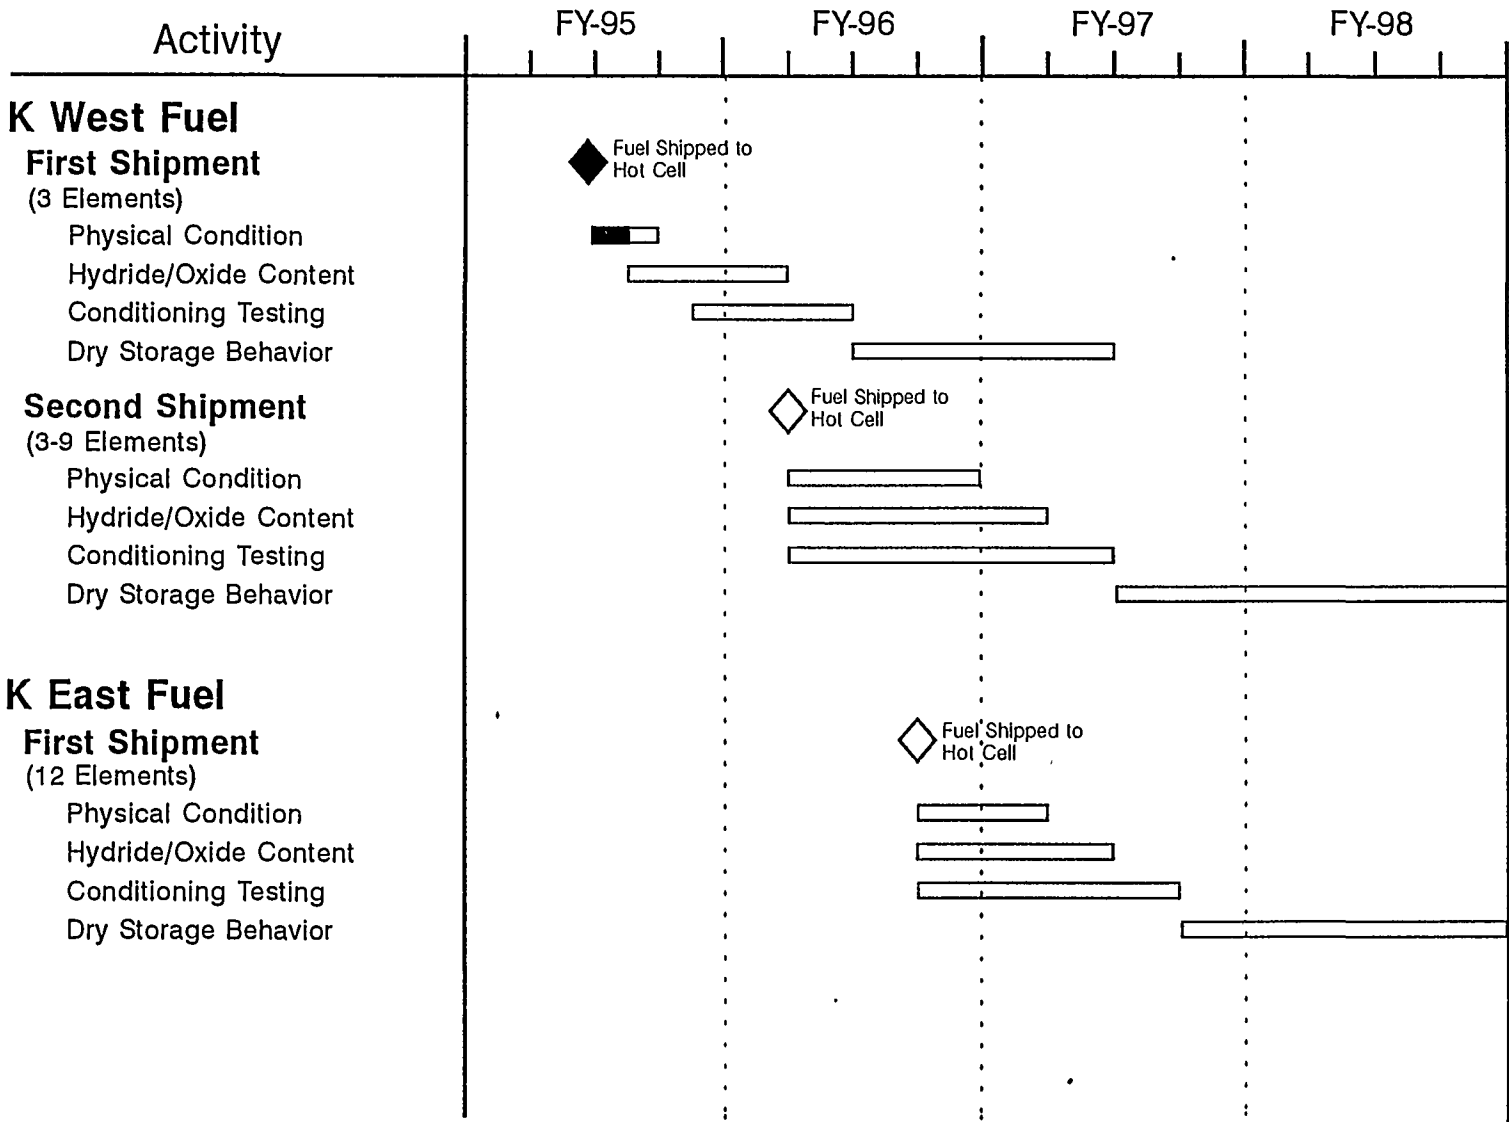 Activity FY-95 FY-96 FY-97 FY-98
K West Fuel
First Shipment
(3 Elements)
Fuel Shipped to
Hot Cell
Physical Condition
Hydride/Oxide Content
Conditioning Testing
Dry Storage Behavior
Second Shipment
(3-9 Elements)
Fuel Shipped to
Hot Cell
Physical Condition
Hydride/Oxide Content
Conditioning Testing
Dry Storage Behavior
K East Fuel
First Shipment
(12 Elements)
Fuel Shipped to
Hot Cell
Physical Condition
Hydride/Oxide Content
Conditioning Testing
Dry Storage Behavior